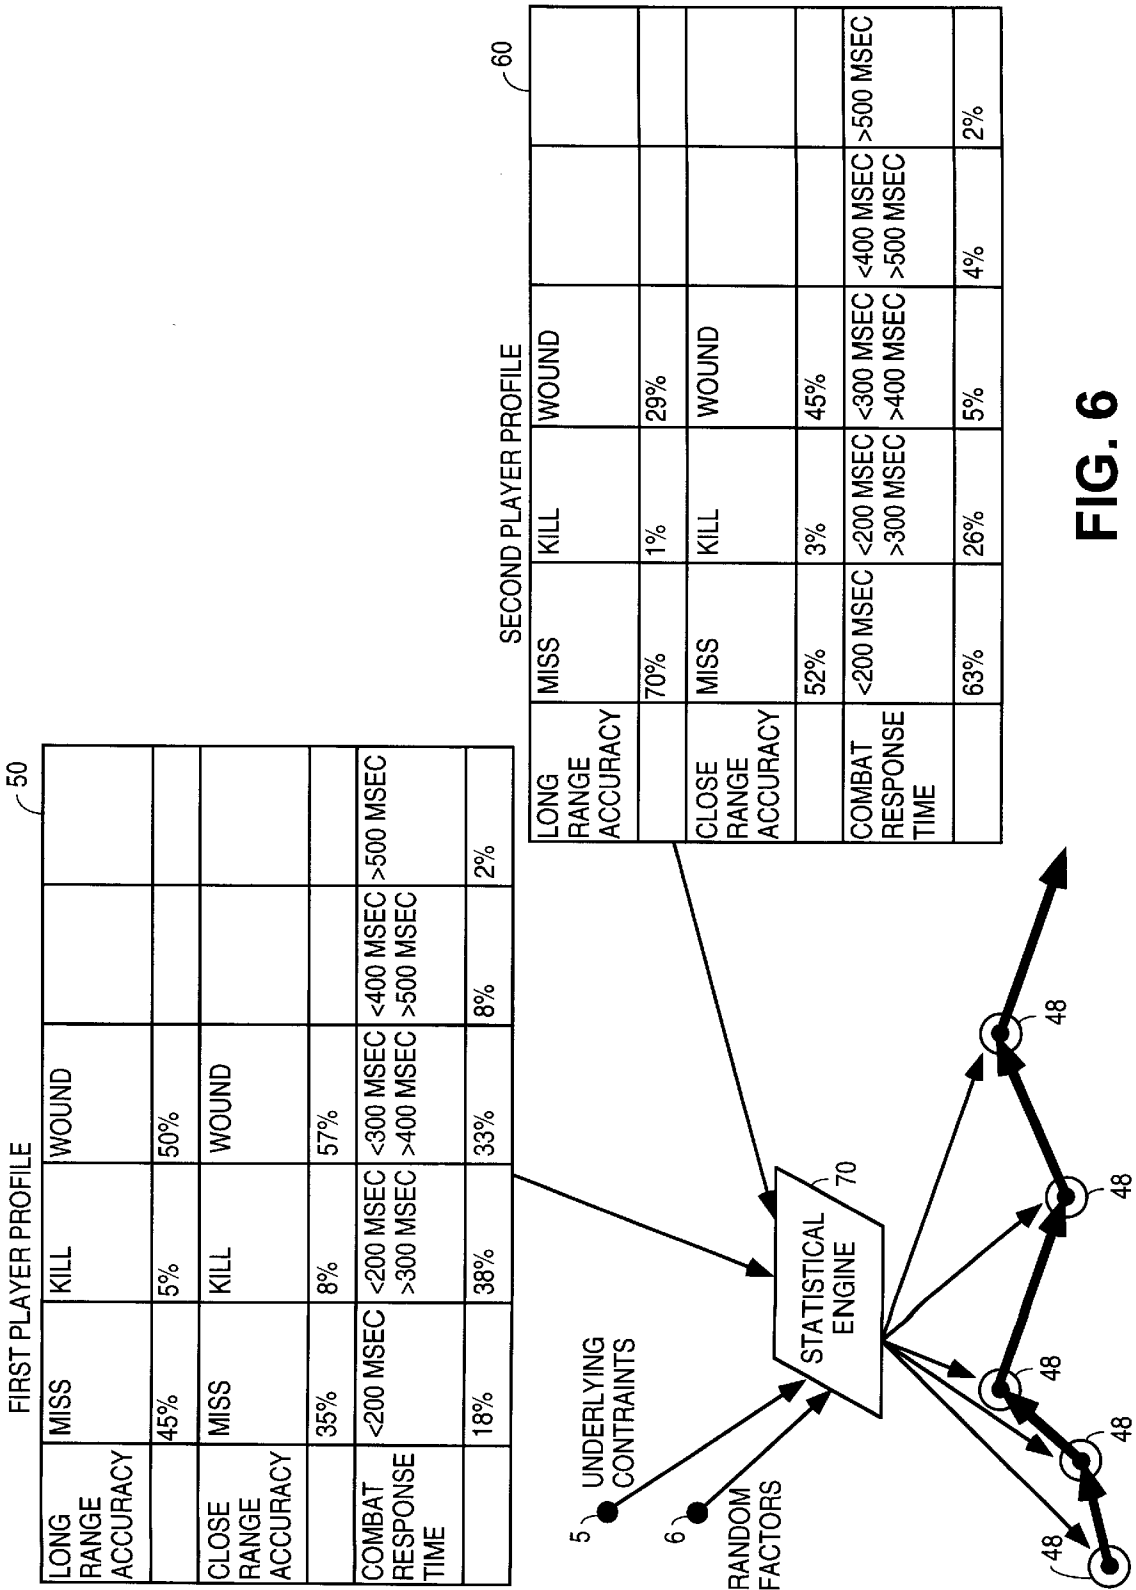 FIRST PLAYER PROFILE
50
LONG
RANGE
ACCURACY
MISS
KILL
WOUND
45%
5%
50%
CLOSE
RANGE
ACCURACY
MISS
KILL
WOUND
35%
8%
57%
COMBAT
RESPONSE
TIME
<200 MSEC
<200 MSEC
>300 MSEC
<300 MSEC
>400 MSEC
<400 MSEC
>500 MSEC
>500 MSEC
18%
38%
33%
8%
2%
SECOND PLAYER PROFILE
60
LONG
RANGE
ACCURACY
MISS
KILL
WOUND
70%
1%
29%
CLOSE
RANGE
ACCURACY
MISS
KILL
WOUND
52%
3%
45%
COMBAT
RESPONSE
TIME
<200 MSEC
<200 MSEC
>300 MSEC
<300 MSEC
>400 MSEC
<400 MSEC
>500 MSEC
>500 MSEC
63%
26%
5%
4%
2%
5
UNDERLYING
CONTRAINTS
6
RANDOM
FACTORS
STATISTICAL
ENGINE
70
48
48
48
48
48
FIG. 6